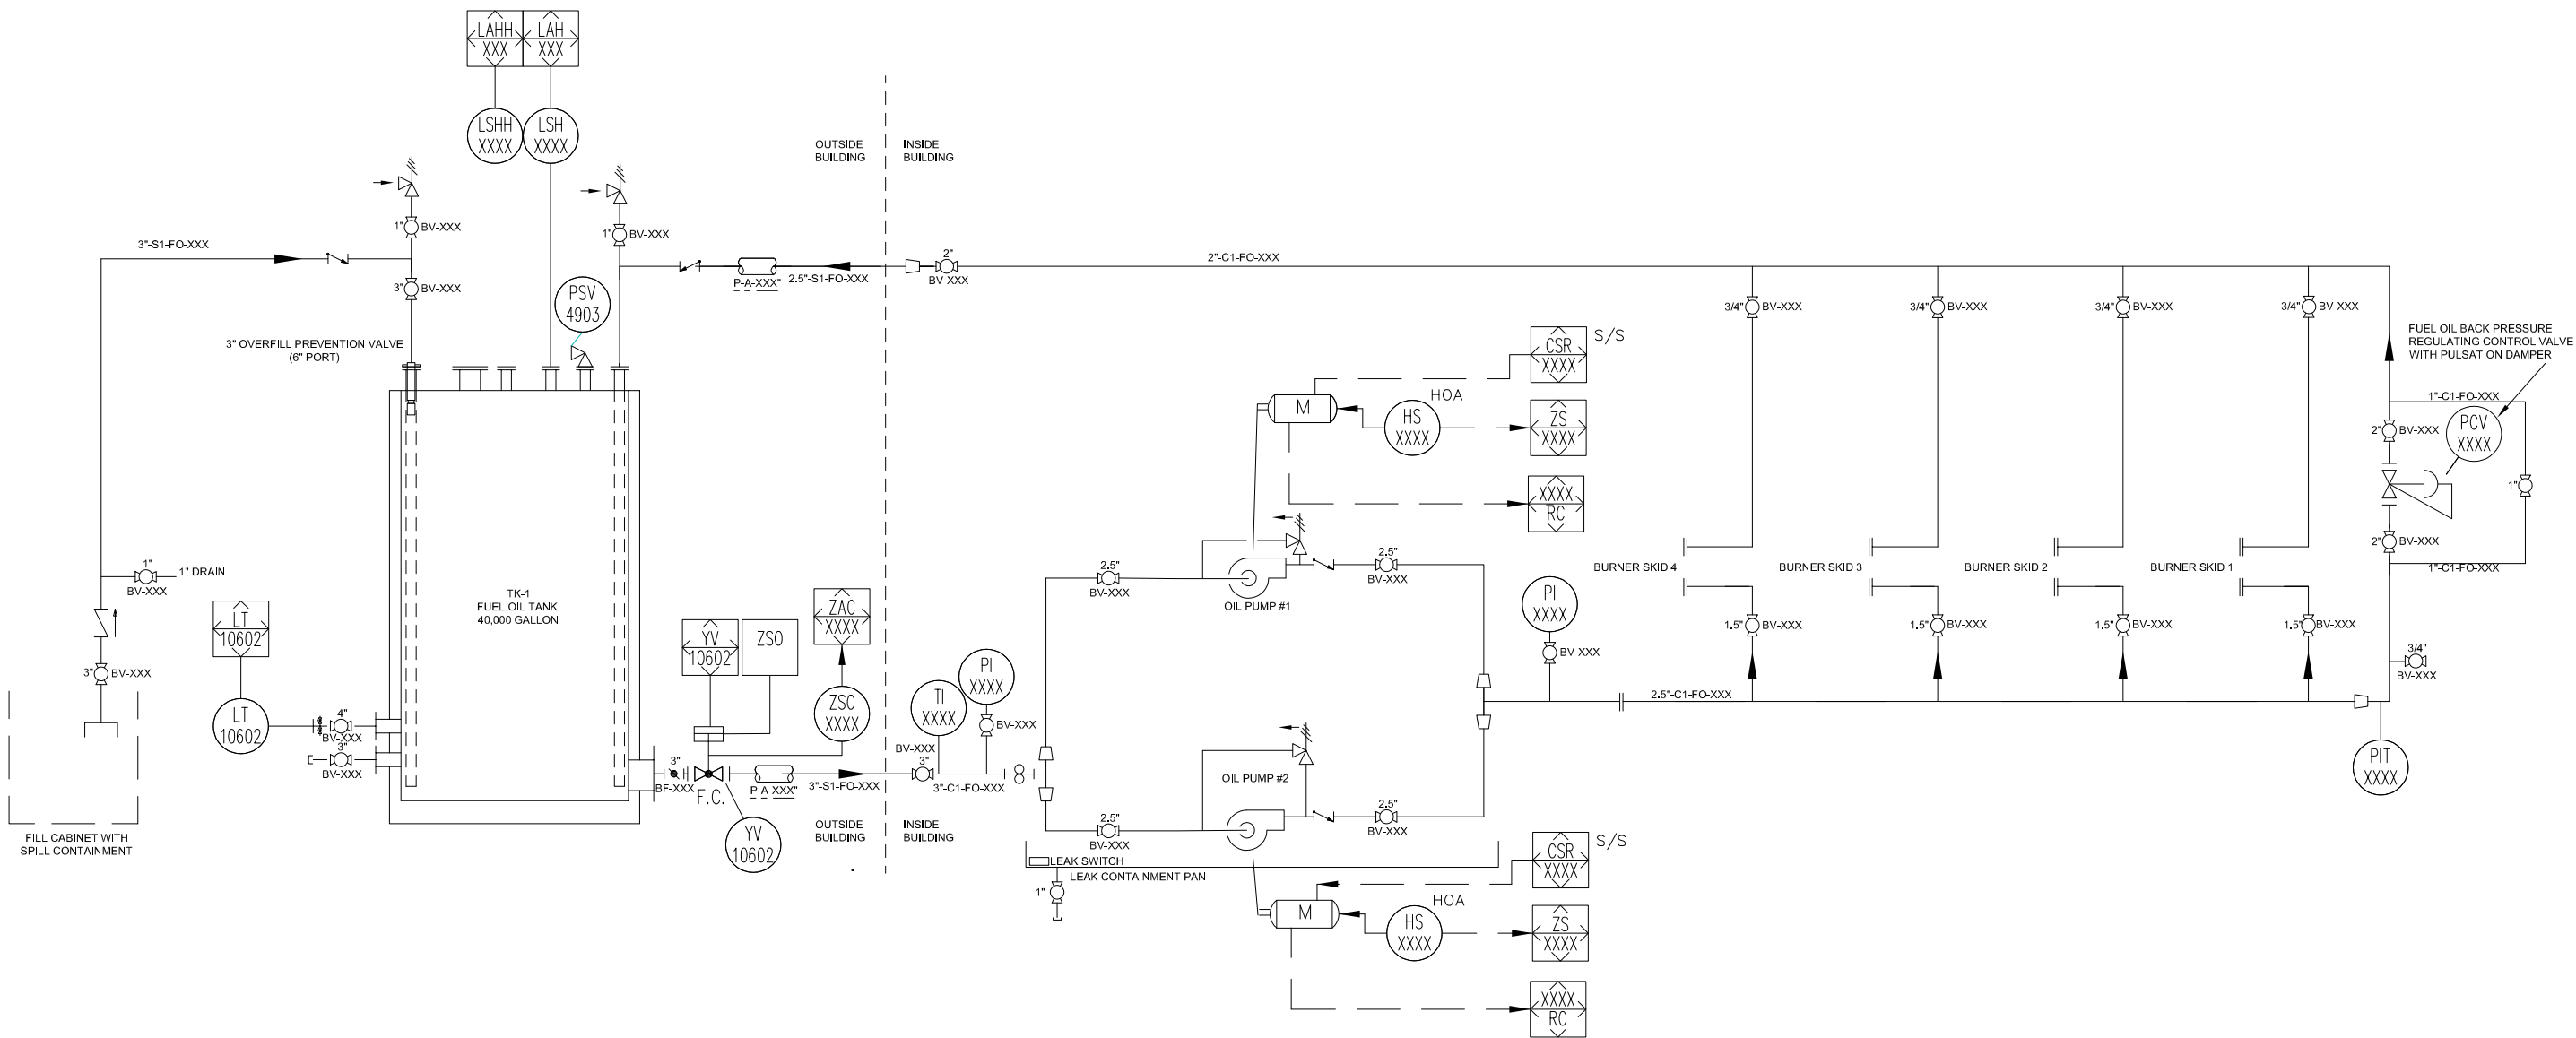 LAHH
XXX
LAH
XXX
LSHH
XXXX
LSH
XXXX
OUTSIDE
BUILDING
INSIDE
BUILDING
1" BV-XXX
1" BV-XXX
3"-S1-FO-XXX
3" BV-XXX
P-A-XXX"
2.5"-S1-FO-XXX
2"
BV-XXX
2"-C1-FO-XXX
PSV
4903
3" OVERFILL PREVENTION VALVE
(6" PORT)
3/4" BV-XXX
3/4" BV-XXX
3/4" BV-XXX
3/4" BV-XXX
FUEL OIL BACK PRESSURE
REGULATING CONTROL VALVE
WITH PULSATION DAMPER
CSR
XXXX
S/S
M
HOA
HS
XXXX
ZS
XXXX
XXXX
RC
1"-C1-FO-XXX
2" BV-XXX
PCV
XXXX
1"
2" BV-XXX
1"-C1-FO-XXX
1"
BV-XXX
1" DRAIN
TK-1
FUEL OIL TANK
40,000 GALLON
2.5"
BV-XXX
OIL PUMP #1
2.5"
BV-XXX
BURNER SKID 4
BURNER SKID 3
BURNER SKID 2
BURNER SKID 1
PI
XXXX
BV-XXX
1.5" BV-XXX
1.5" BV-XXX
1.5" BV-XXX
1.5" BV-XXX
3/4"
BV-XXX
LT
10602
YV
10602
ZSO
ZAC
XXXX
3" BV-XXX
LT
10602
4"
BV-XXX
3"
BV-XXX
ZSC
XXXX
TI
XXXX
PI
XXXX
BV-XXX
BV-XXX
3"
BF-XXX
F.C.
P-A-XXX"
3"-S1-FO-XXX
3"
3"-C1-FO-XXX
2.5"-C1-FO-XXX
PIT
XXXX
OIL PUMP #2
2.5"
BV-XXX
2.5"
BV-XXX
YV
10602
OUTSIDE
BUILDING
INSIDE
BUILDING
FILL CABINET WITH
SPILL CONTAINMENT
LEAK SWITCH
LEAK CONTAINMENT PAN
1"
CSR
XXXX
S/S
M
HOA
HS
XXXX
ZS
XXXX
XXXX
RC